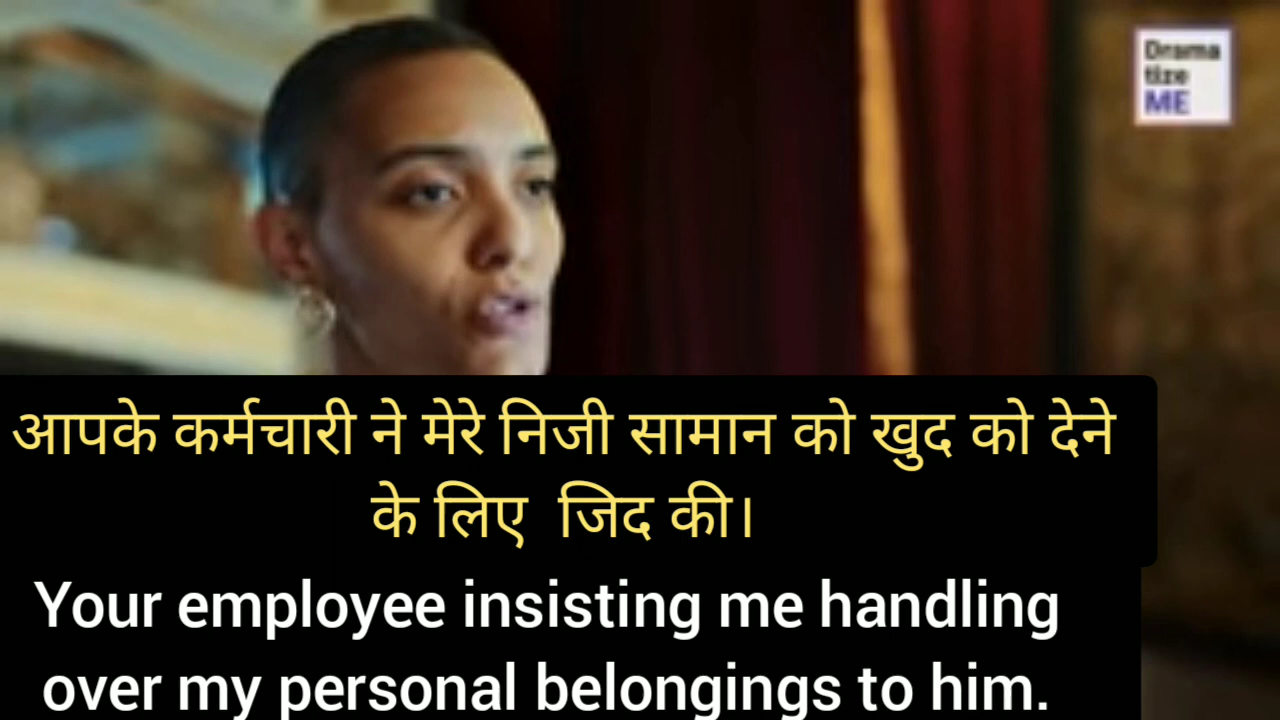 Drama
tize
ME
आपके कर्मचारी ने मेरे निजी सामान को खुद को देने
के लिए जिद की।
Your employee insisting me handling
over my personal belongings to him.